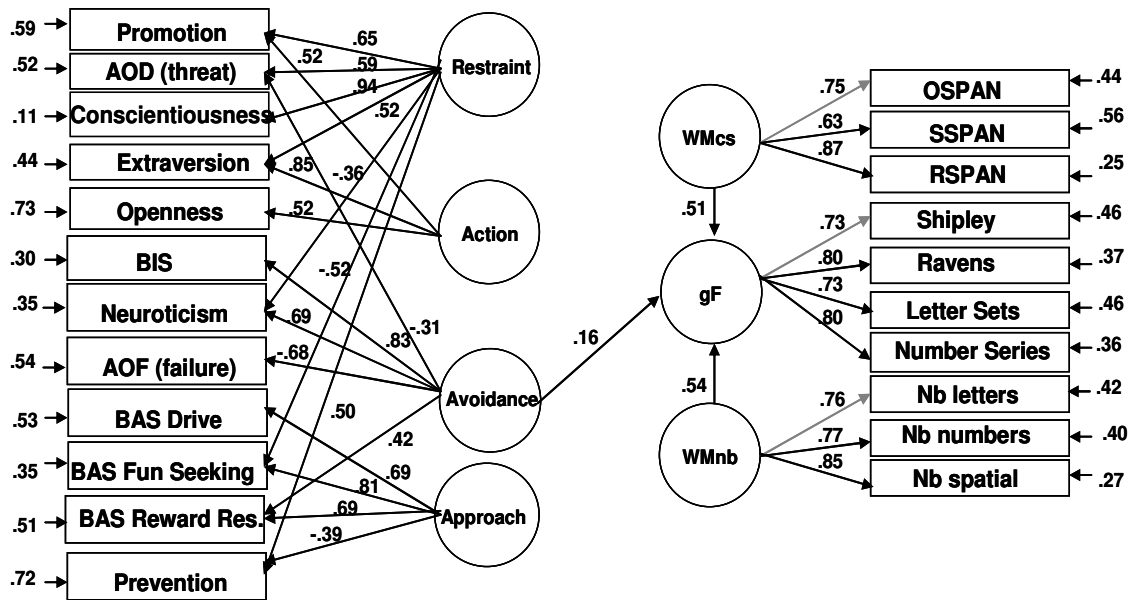 .59
Promotion
.52
AOD (threat)
.11
Conscientiousness
.44
Extraversion
.73
Openness
.30
BIS
.35
Neuroticism
.54
AOF (failure)
.53
BAS Drive
.35
BAS Fun Seeking
.51
BAS Reward Res.
.72
Prevention
.65
.52
.59
.94
.52
.85
-.36
.52
-.52
-.31
.69
.83
-.68
.50
.42
.69
.81
.69
-.39
Restraint
Action
Avoidance
Approach
.16
WMcs
.51
gF
.54
WMnb
.75
.63
.87
.73
.80
.73
.80
.76
.77
.85
OSPAN
.44
SSPAN
.56
RSPAN
.25
Shipley
.46
Ravens
.37
Letter Sets
.46
Number Series
.36
Nb letters
.42
Nb numbers
.40
Nb spatial
.27